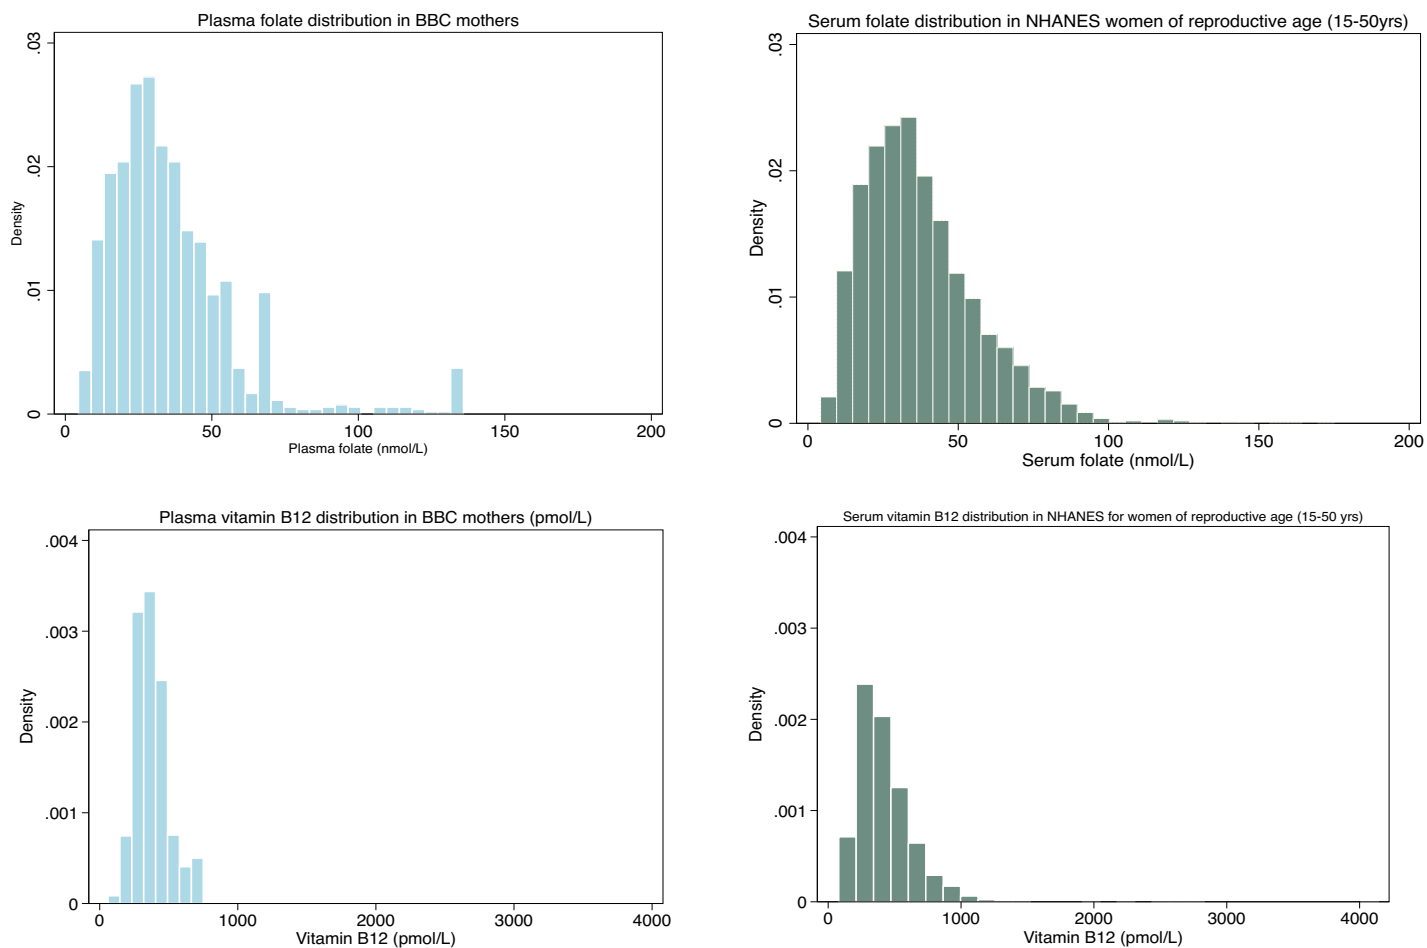 Plasma folate distribution in BBC mothers
.03
.02
.01
0
Density
0 50 100 150 200
Plasma folate (nmol/L)
Serum folate distribution in NHANES women of reproductive age (15-50yrs)
.03
.02
.01
0
Density
0 50 100 150 200
Serum folate (nmol/L)
Plasma vitamin B12 distribution in BBC mothers (pmol/L)
.004
.003
.002
.001
0
Density
0 1000 2000 3000 4000
Vitamin B12 (pmol/L)
Serum vitamin B12 distribution in NHANES for women of reproductive age (15-50 yrs)
.004
.003
.002
.001
0
Density
0 1000 2000 3000 4000
Vitamin B12 (pmol/L)